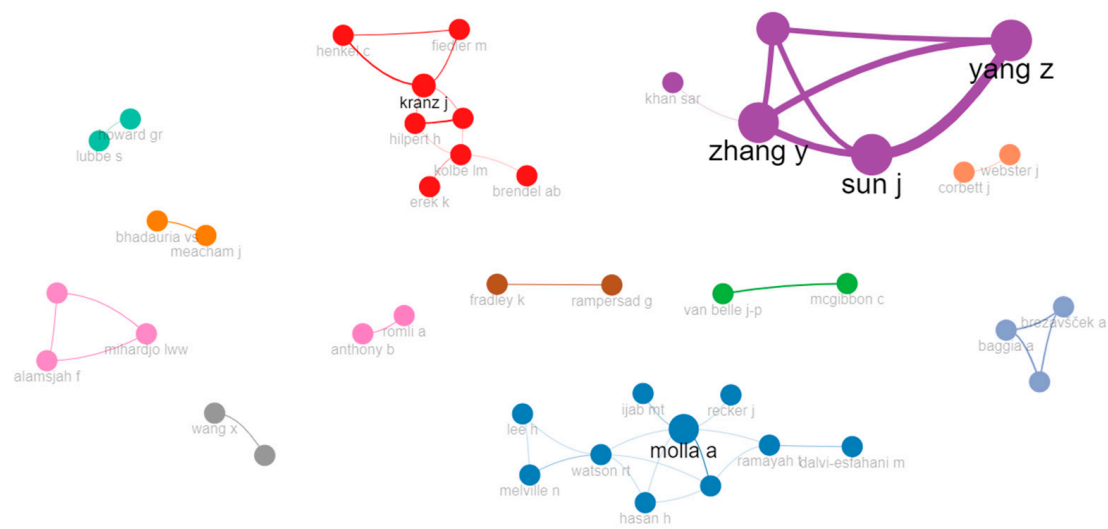 henkel c
fiedler m
kranz j
hilpert h
kolbe lm
erek k
brendel ab
yang z
khan sar
zhang y
sun j
webster j
corbett j
howard gr
lubbe s
bhadauria vs
meacham j
fradley k
rampersad g
van belle j-p
mcgibbon c
mihardjo lww
alamsjah f
romli a
anthony b
brezavšček a
baggia a
wang x
lee h
ijab mt
recker j
molla a
watson rt
ramayah t
dalvi-esfahani m
melville n
hasan h